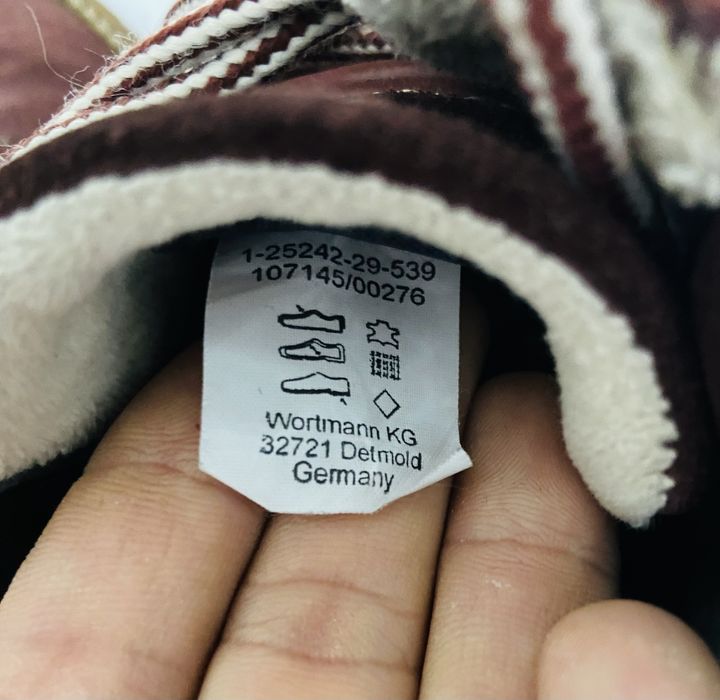 1-25242-29-539
107145/00276
Wortmann KG
32721 Detmold
Germany